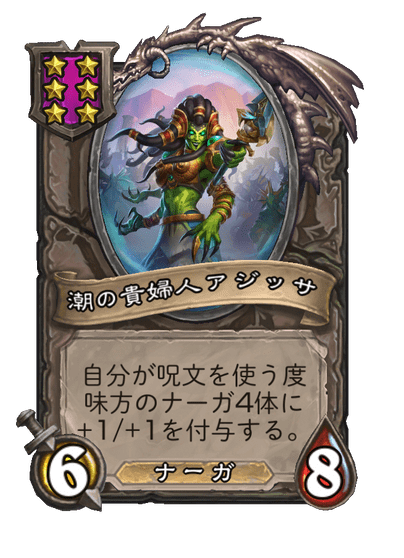 潮の貴婦人アジッサ
自分が呪文を使う度
味方のナーガ4体に
+1/+1を付与する。
6
ナーガ
8